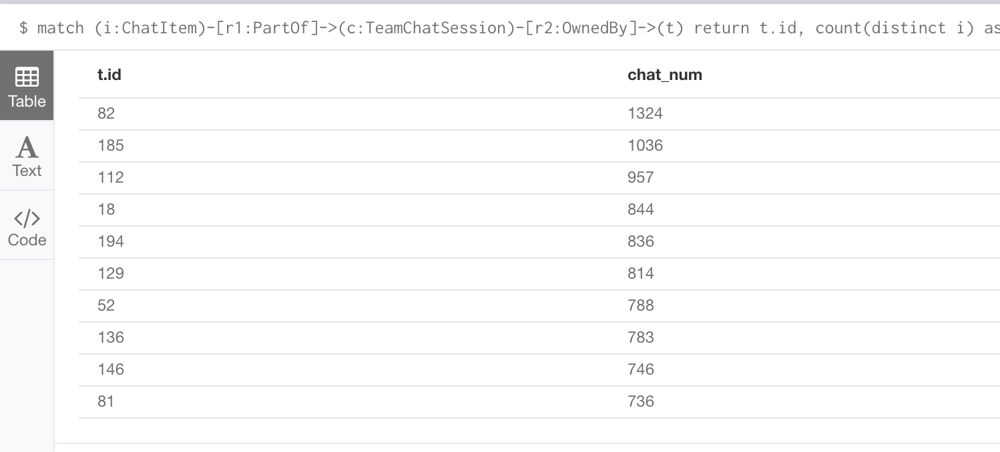 $ match (i:ChatItem)-[r1:PartOf]->(c:TeamChatSession)-[r2:OwnedBy]->(t) return t.id, count(distinct i) as
Table
Text
Code
t.id chat_num
82 1324
185 1036
112 957
18 844
194 836
129 814
52 788
136 783
146 746
81 736